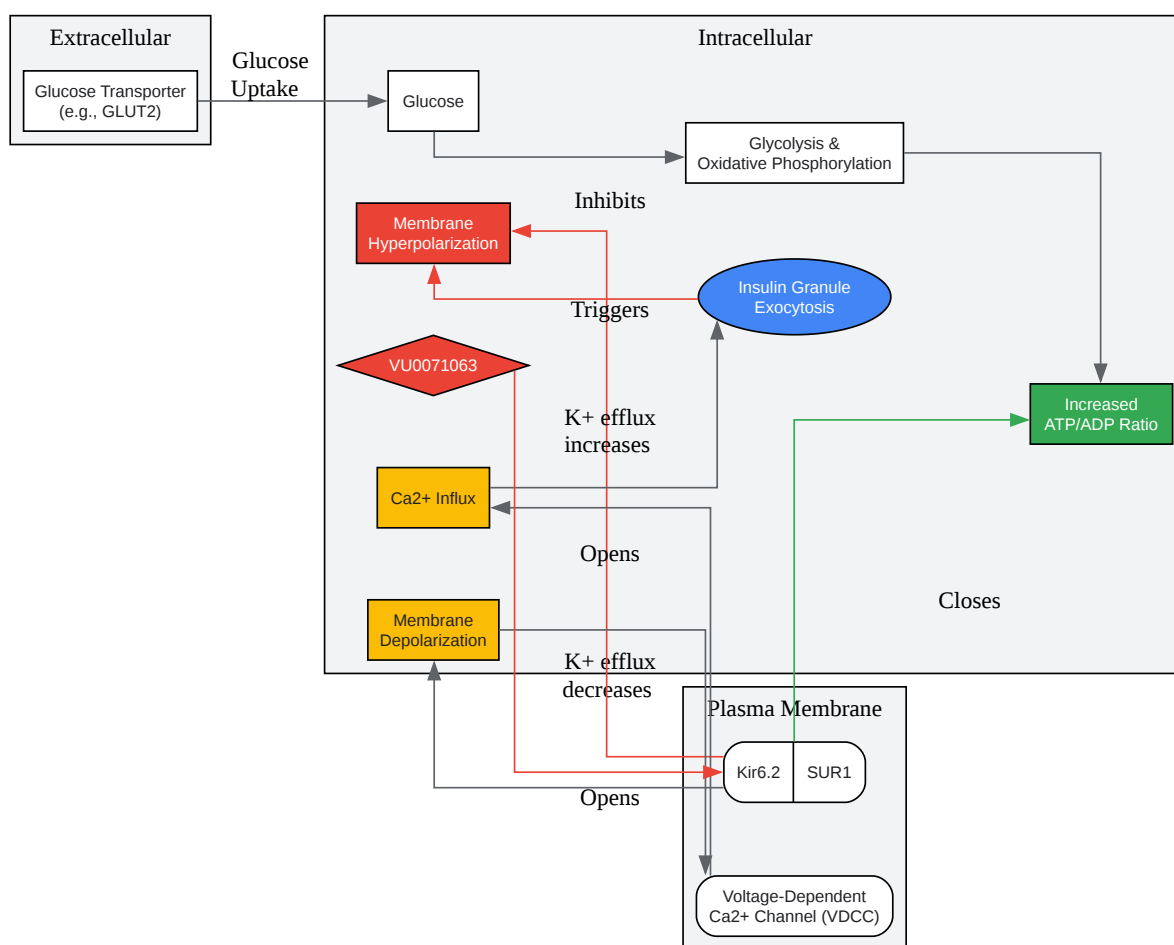 Extracellular
Intracellular
Glucose
Uptake
Glucose Transporter
(e.g., GLUT2)
Glucose
Glycolysis &
Oxidative Phosphorylation
Inhibits
Membrane
Hyperpolarization
Insulin Granule
Exocytosis
Triggers
VU0071063
K+ efflux
increases
Increased
ATP/ADP Ratio
Ca2+ Influx
Opens
Closes
Membrane
Depolarization
K+ efflux
decreases
Plasma Membrane
Kir6.2
SUR1
Opens
Voltage-Dependent
Ca2+ Channel (VDCC)